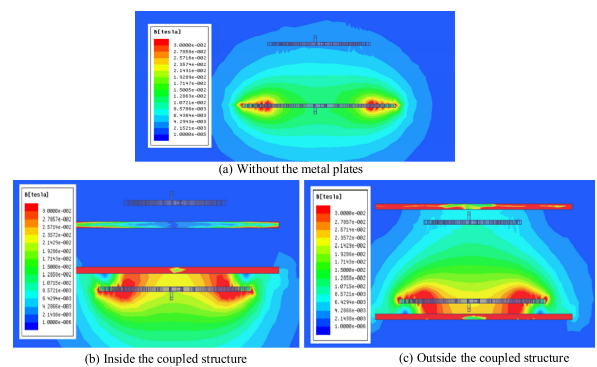 B[tesla]
3.0000e-002
2.7858e-002
2.5716e-002
2.3574e-002
2.1431e-002
1.9289e-002
1.7147e-002
1.5005e-002
1.2863e-002
1.0721e-002
8.5786e-003
6.4364e-003
4.2943e-003
2.1521e-003
1.0000e-005
(a) Without the metal plates
B[tesla]
3.0000e-002
2.7857e-002
2.5714e-002
2.3572e-002
2.1429e-002
1.9286e-002
1.7143e-002
1.5000e-002
1.2858e-002
1.0715e-002
8.5721e-003
6.4293e-003
4.2866e-003
2.1438e-003
1.0000e-006
(b) Inside the coupled structure
B[tesla]
3.0000e-002
2.7857e-002
2.5714e-002
2.3572e-002
2.1429e-002
1.9286e-002
1.7143e-002
1.5000e-002
1.2858e-002
1.0715e-002
8.5721e-003
6.4293e-003
4.2866e-003
2.1438e-003
1.0000e-006
(c) Outside the coupled structure